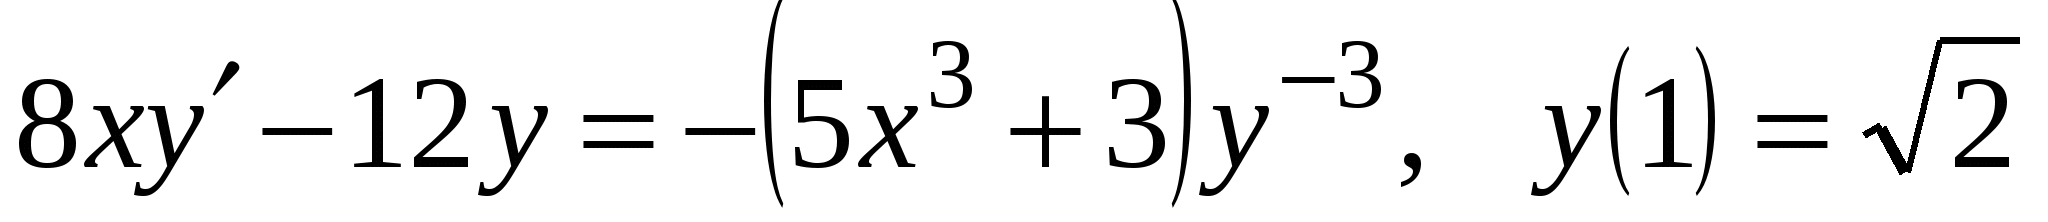 8xy′ − 12y = −(5x³ + 3)y⁻³,   y(1) = √2